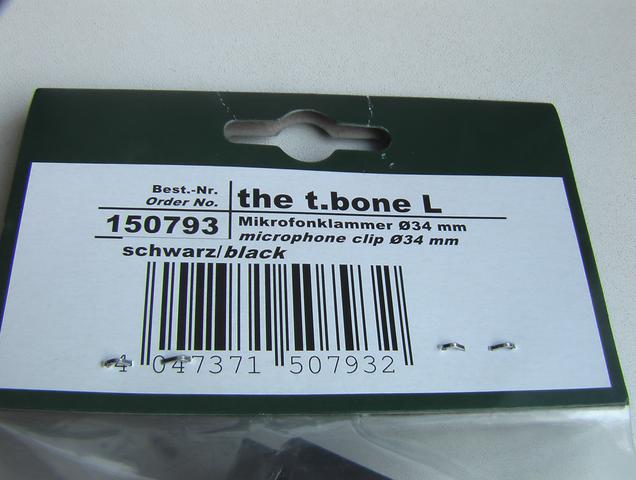 Best.-Nr.
Order No.
the t.bone L
150793
Mikrofonklammer Ø34 mm
microphone clip Ø34 mm
schwarz/black
4 047371 507932